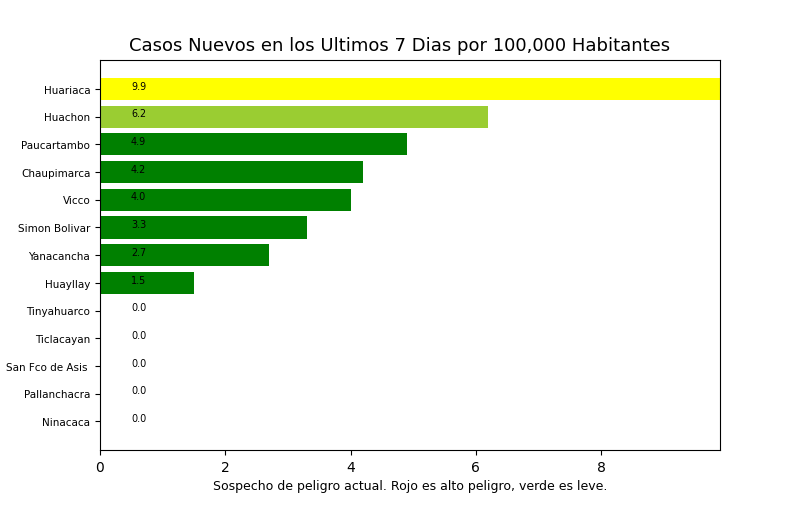 Casos Nuevos en los Ultimos 7 Dias por 100,000 Habitantes
Huariaca 9.9
Huachon 6.2
Paucartambo 4.9
Chaupimarca 4.2
Vicco 4.0
Simon Bolivar 3.3
Yanacancha 2.7
Huayllay 1.5
Tinyahuarco 0.0
Ticlacayan 0.0
San Fco de Asis 0.0
Pallanchacra 0.0
Ninacaca 0.0
0 2 4 6 8
Sospecho de peligro actual. Rojo es alto peligro, verde es leve.